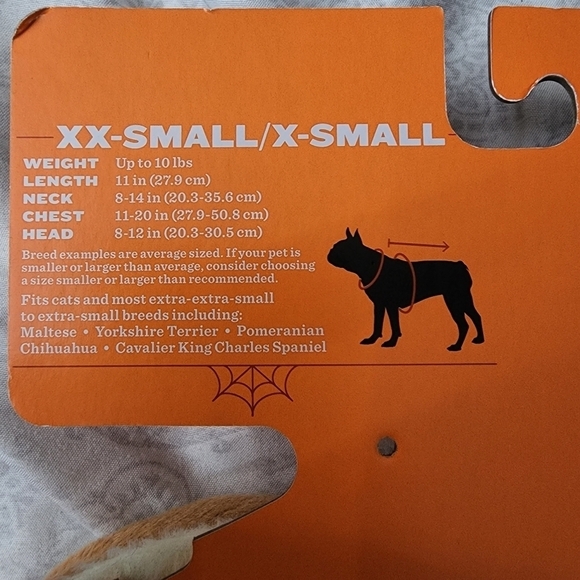 XX-SMALL/X-SMALL
WEIGHT Up to 10 lbs
LENGTH 11 in (27.9 cm)
NECK 8-14 in (20.3-35.6 cm)
CHEST 11-20 in (27.9-50.8 cm)
HEAD 8-12 in (20.3-30.5 cm)
Breed examples are average sized. If your pet is
smaller or larger than average, consider choosing
a size smaller or larger than recommended.
Fits cats and most extra-extra-small
to extra-small breeds including:
Maltese • Yorkshire Terrier • Pomeranian
Chihuahua • Cavalier King Charles Spaniel